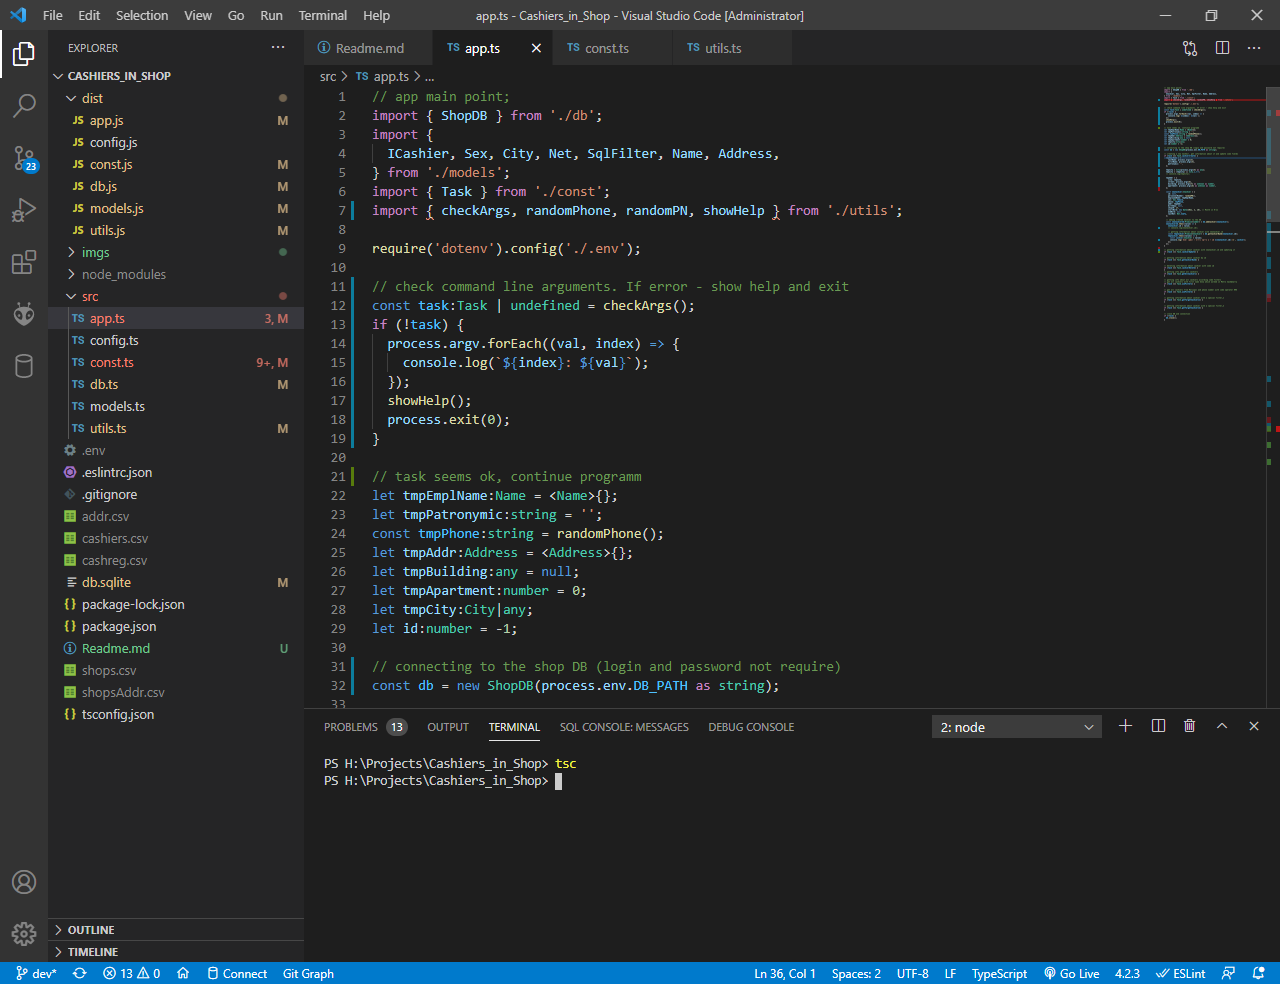 File Edit Selection View Go Run Terminal Help app.ts - Cashiers_in_Shop - Visual Studio Code [Administrator]
EXPLORER
CASHIERS_IN_SHOP
dist
JS app.js M
JS config.js
JS const.js M
JS db.js M
JS models.js M
JS utils.js M
imgs
node_modules
src
TS app.ts 3, M
TS config.ts
TS const.ts 9+, M
TS db.ts M
TS models.ts
TS utils.ts M
.env
.eslintrc.json
.gitignore
addr.csv
cashiers.csv
cashreg.csv
db.sqlite M
{} package-lock.json
{} package.json
Readme.md U
shops.csv
shopsAddr.csv
{} tsconfig.json
OUTLINE
TIMELINE
23
Readme.md TS app.ts TS const.ts TS utils.ts
src > TS app.ts > ...
1 // app main point;
2 import { ShopDB } from './db';
3 import {
4 ICashier, Sex, City, Net, SqlFilter, Name, Address,
5 } from './models';
6 import { Task } from './const';
7 import { checkArgs, randomPhone, randomPN, showHelp } from './utils';
8
9 require('dotenv').config('./.env');
10
11 // check command line arguments. If error - show help and exit
12 const task:Task | undefined = checkArgs();
13 if (!task) {
14 process.argv.forEach((val, index) => {
15 console.log(`${index}: ${val}`);
16 });
17 showHelp();
18 process.exit(0);
19 }
20
21 // task seems ok, continue programm
22 let tmpEmplName:Name = <Name>{};
23 let tmpPatronymic:string = '';
24 const tmpPhone:string = randomPhone();
25 let tmpAddr:Address = <Address>{};
26 let tmpBuilding:any = null;
27 let tmpApartment:number = 0;
28 let tmpCity:City|any;
29 let id:number = -1;
30
31 // connecting to the shop DB (login and password not require)
32 const db = new ShopDB(process.env.DB_PATH as string);
33
PROBLEMS 13 OUTPUT TERMINAL SQL CONSOLE: MESSAGES DEBUG CONSOLE 2: node
PS H:\Projects\Cashiers_in_Shop> tsc
PS H:\Projects\Cashiers_in_Shop>
dev* 13 0 Connect Git Graph Ln 36, Col 1 Spaces: 2 UTF-8 LF TypeScript Go Live 4.2.3 ESLint